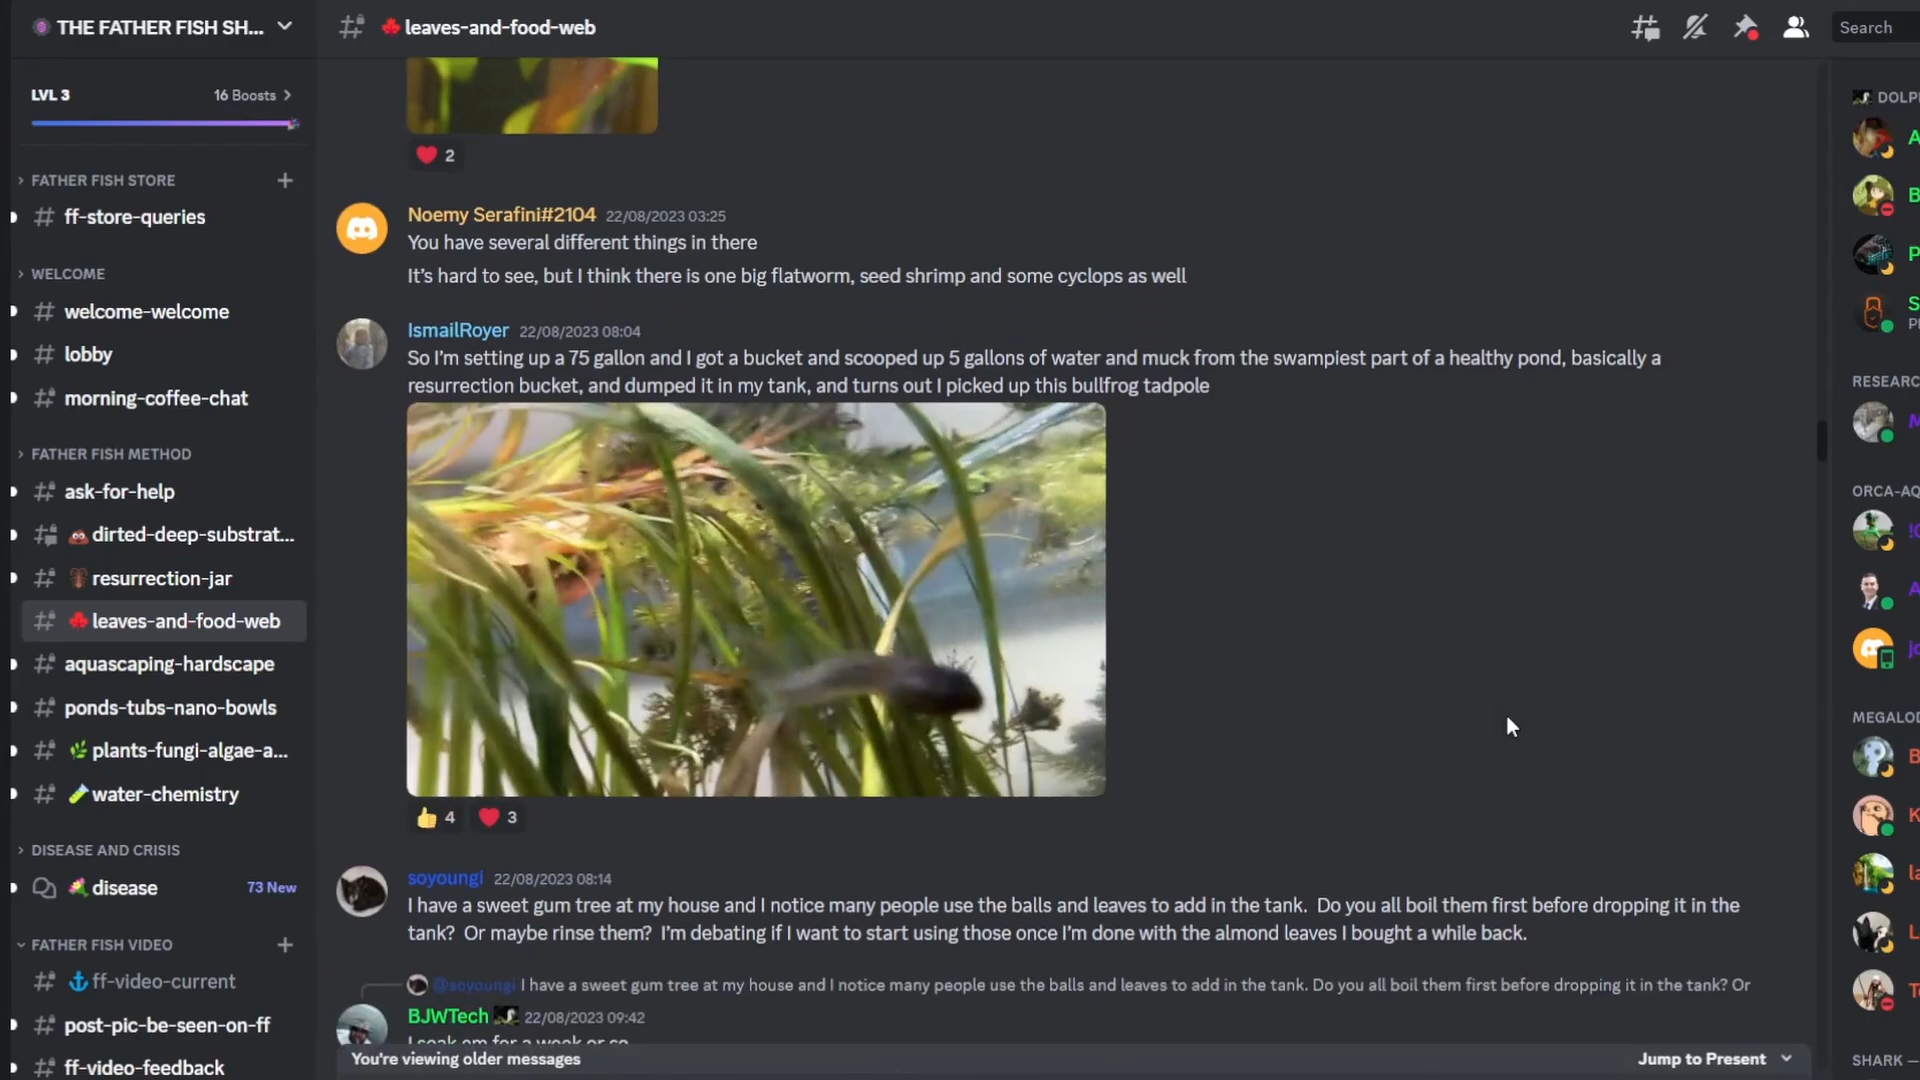 THE FATHER FISH SH...
LVL 3
16 Boosts
FATHER FISH STORE
ff-store-queries
WELCOME
welcome-welcome
lobby
morning-coffee-chat
FATHER FISH METHOD
ask-for-help
dirted-deep-substrat...
resurrection-jar
leaves-and-food-web
aquascaping-hardscape
ponds-tubs-nano-bowls
plants-fungi-algae-a...
water-chemistry
DISEASE AND CRISIS
disease
73 New
FATHER FISH VIDEO
ff-video-current
post-pic-be-seen-on-ff
ff-video-feedback
leaves-and-food-web
Search
2
Noemy Serafini#2104 22/08/2023 03:25
You have several different things in there
It's hard to see, but I think there is one big flatworm, seed shrimp and some cyclops as well
IsmailRoyer 22/08/2023 08:04
So I'm setting up a 75 gallon and I got a bucket and scooped up 5 gallons of water and muck from the swampiest part of a healthy pond, basically a
resurrection bucket, and dumped it in my tank, and turns out I picked up this bullfrog tadpole
4 3
soyoungi 22/08/2023 08:14
I have a sweet gum tree at my house and I notice many people use the balls and leaves to add in the tank. Do you all boil them first before dropping it in the
tank? Or maybe rinse them? I'm debating if I want to start using those once I'm done with the almond leaves I bought a while back.
@soyoungi I have a sweet gum tree at my house and I notice many people use the balls and leaves to add in the tank. Do you all boil them first before dropping it in the tank? Or
BJWTech 22/08/2023 09:42
I soak em for a week or so
You're viewing older messages
Jump to Present
DOLP
A
B
P
S
RESEARC
ORCA-AQ
A
MEGALOD
B
K
la
L
SHARK —